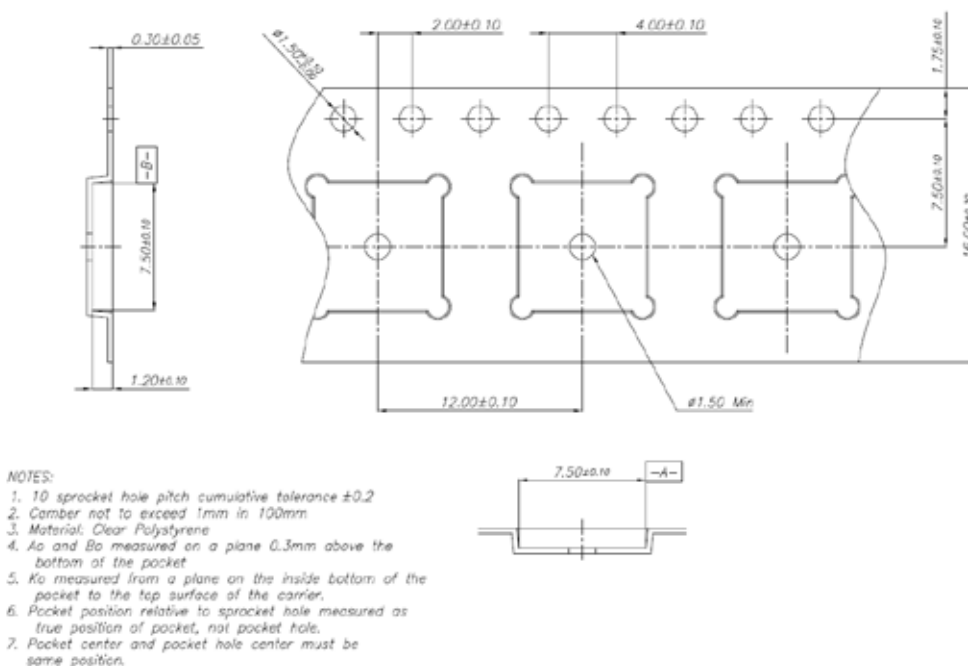 2.00±0.10
4.00±0.10
0.30±0.05
ø1.50+0.10
-0.00
1.75±0.10
7.50±0.10
-B-
7.50±0.10
1.20±0.10
12.00±0.10
ø1.50 Min
7.50±0.10
-A-
NOTES:
1. 10 sprocket hole pitch cumulative tolerance ±0.2
2. Camber not to exceed 1mm in 100mm
3. Material: Clear Polystyrene
4. Ao and Bo measured on a plane 0.3mm above the
bottom of the pocket
5. Ko measured from a plane on the inside bottom of the
pocket to the top surface of the carrier.
6. Pocket position relative to sprocket hole measured as
true position of pocket, not pocket hole.
7. Pocket center and pocket hole center must be
same position.